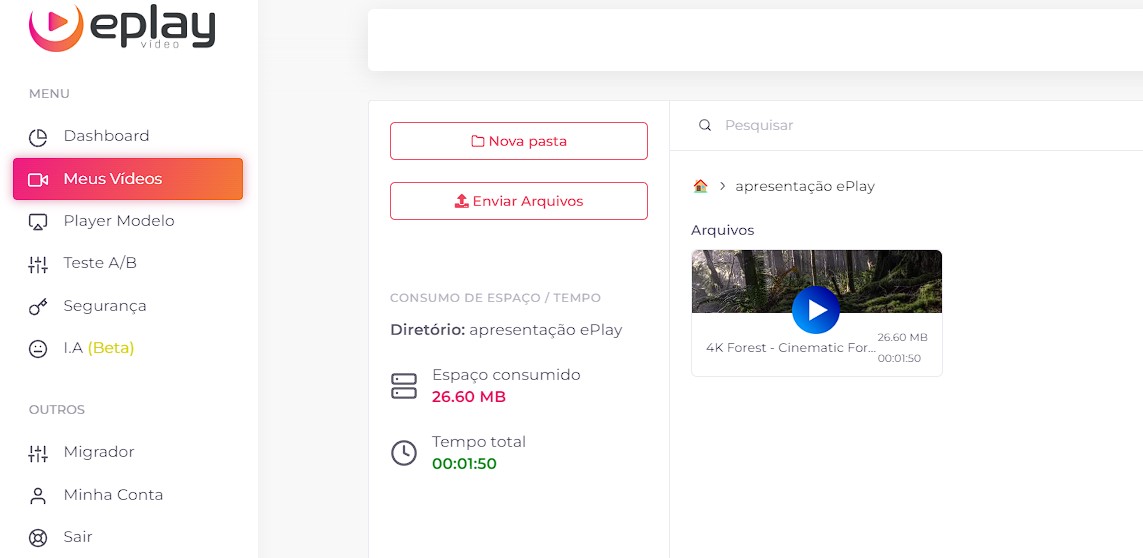 eplay
video
MENU
Dashboard
Meus Vídeos
Player Modelo
Teste A/B
Segurança
I.A (Beta)
OUTROS
Migrador
Minha Conta
Sair
Nova pasta
Enviar Arquivos
CONSUMO DE ESPAÇO / TEMPO
Diretório: apresentação ePlay
Espaço consumido
26.60 MB
Tempo total
00:01:50
Pesquisar
apresentação ePlay
Arquivos
4K Forest - Cinematic For...
26.60 MB
00:01:50